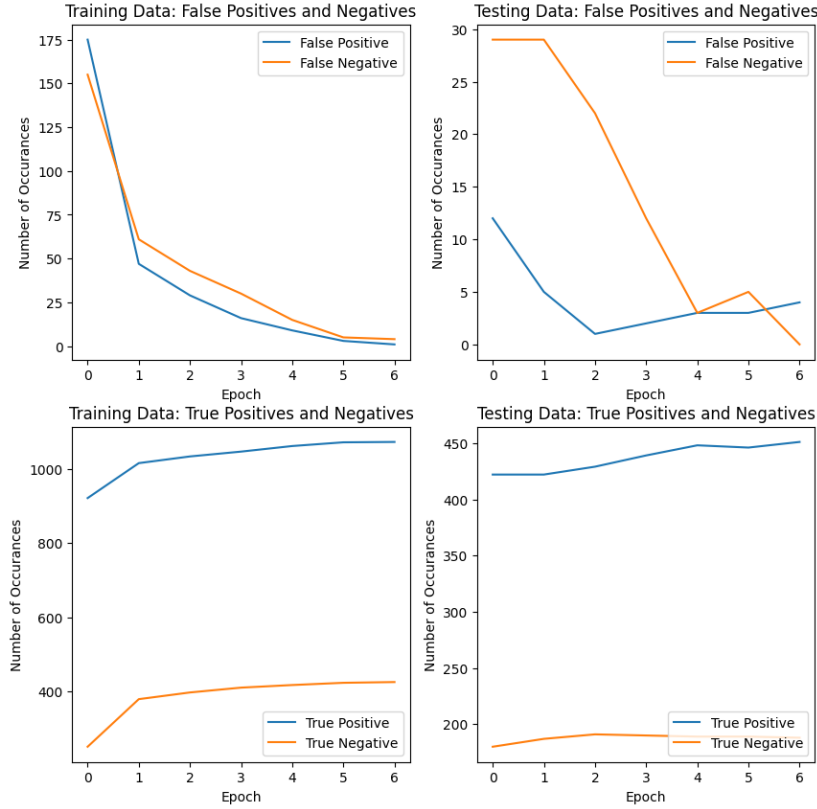 Training Data: False Positives and Negatives
175
150
125
100
75
50
25
0
Number of Occurances
False Positive
False Negative
0 1 2 3 4 5 6
Epoch
Testing Data: False Positives and Negatives
30
25
20
15
10
5
0
Number of Occurances
False Positive
False Negative
0 1 2 3 4 5 6
Epoch
Training Data: True Positives and Negatives
1000
800
600
400
Number of Occurances
True Positive
True Negative
0 1 2 3 4 5 6
Epoch
Testing Data: True Positives and Negatives
450
400
350
300
250
200
Number of Occurances
True Positive
True Negative
0 1 2 3 4 5 6
Epoch